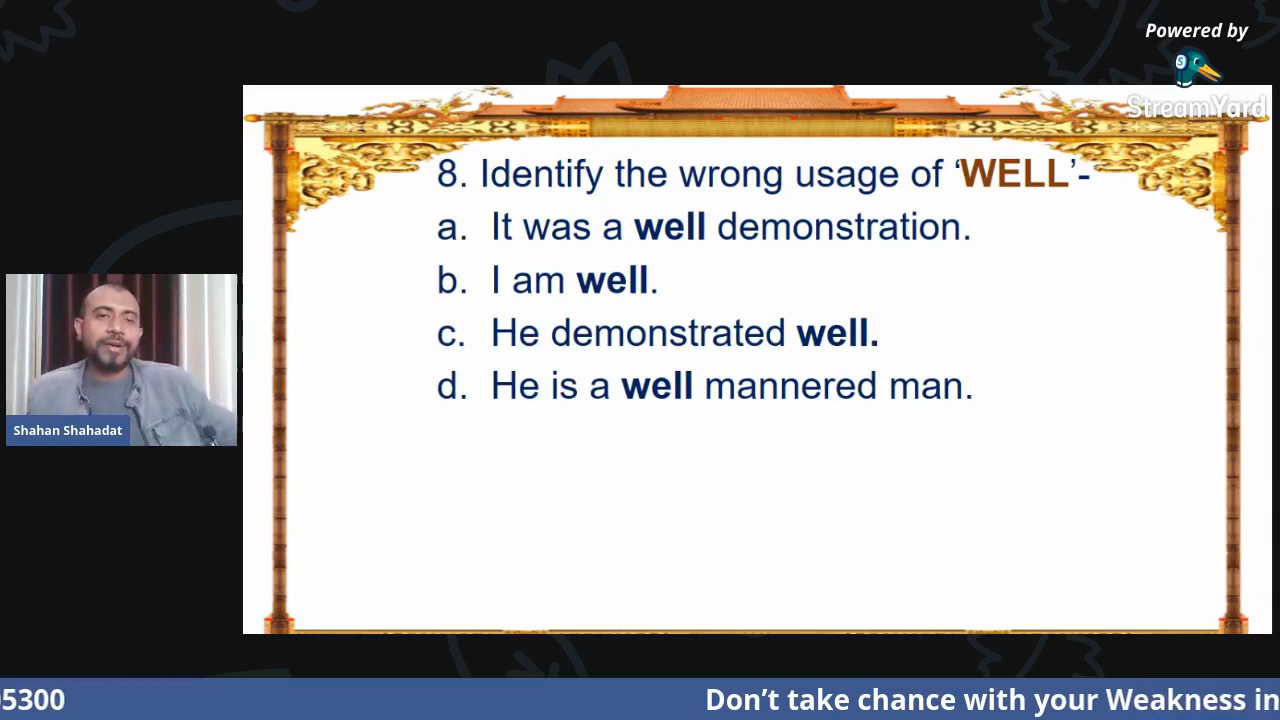 Powered by
StreamYard
8. Identify the wrong usage of ‘WELL’-
a. It was a well demonstration.
b. I am well.
c. He demonstrated well.
d. He is a well mannered man.
Shahan Shahadat
05300
Don’t take chance with your Weakness in